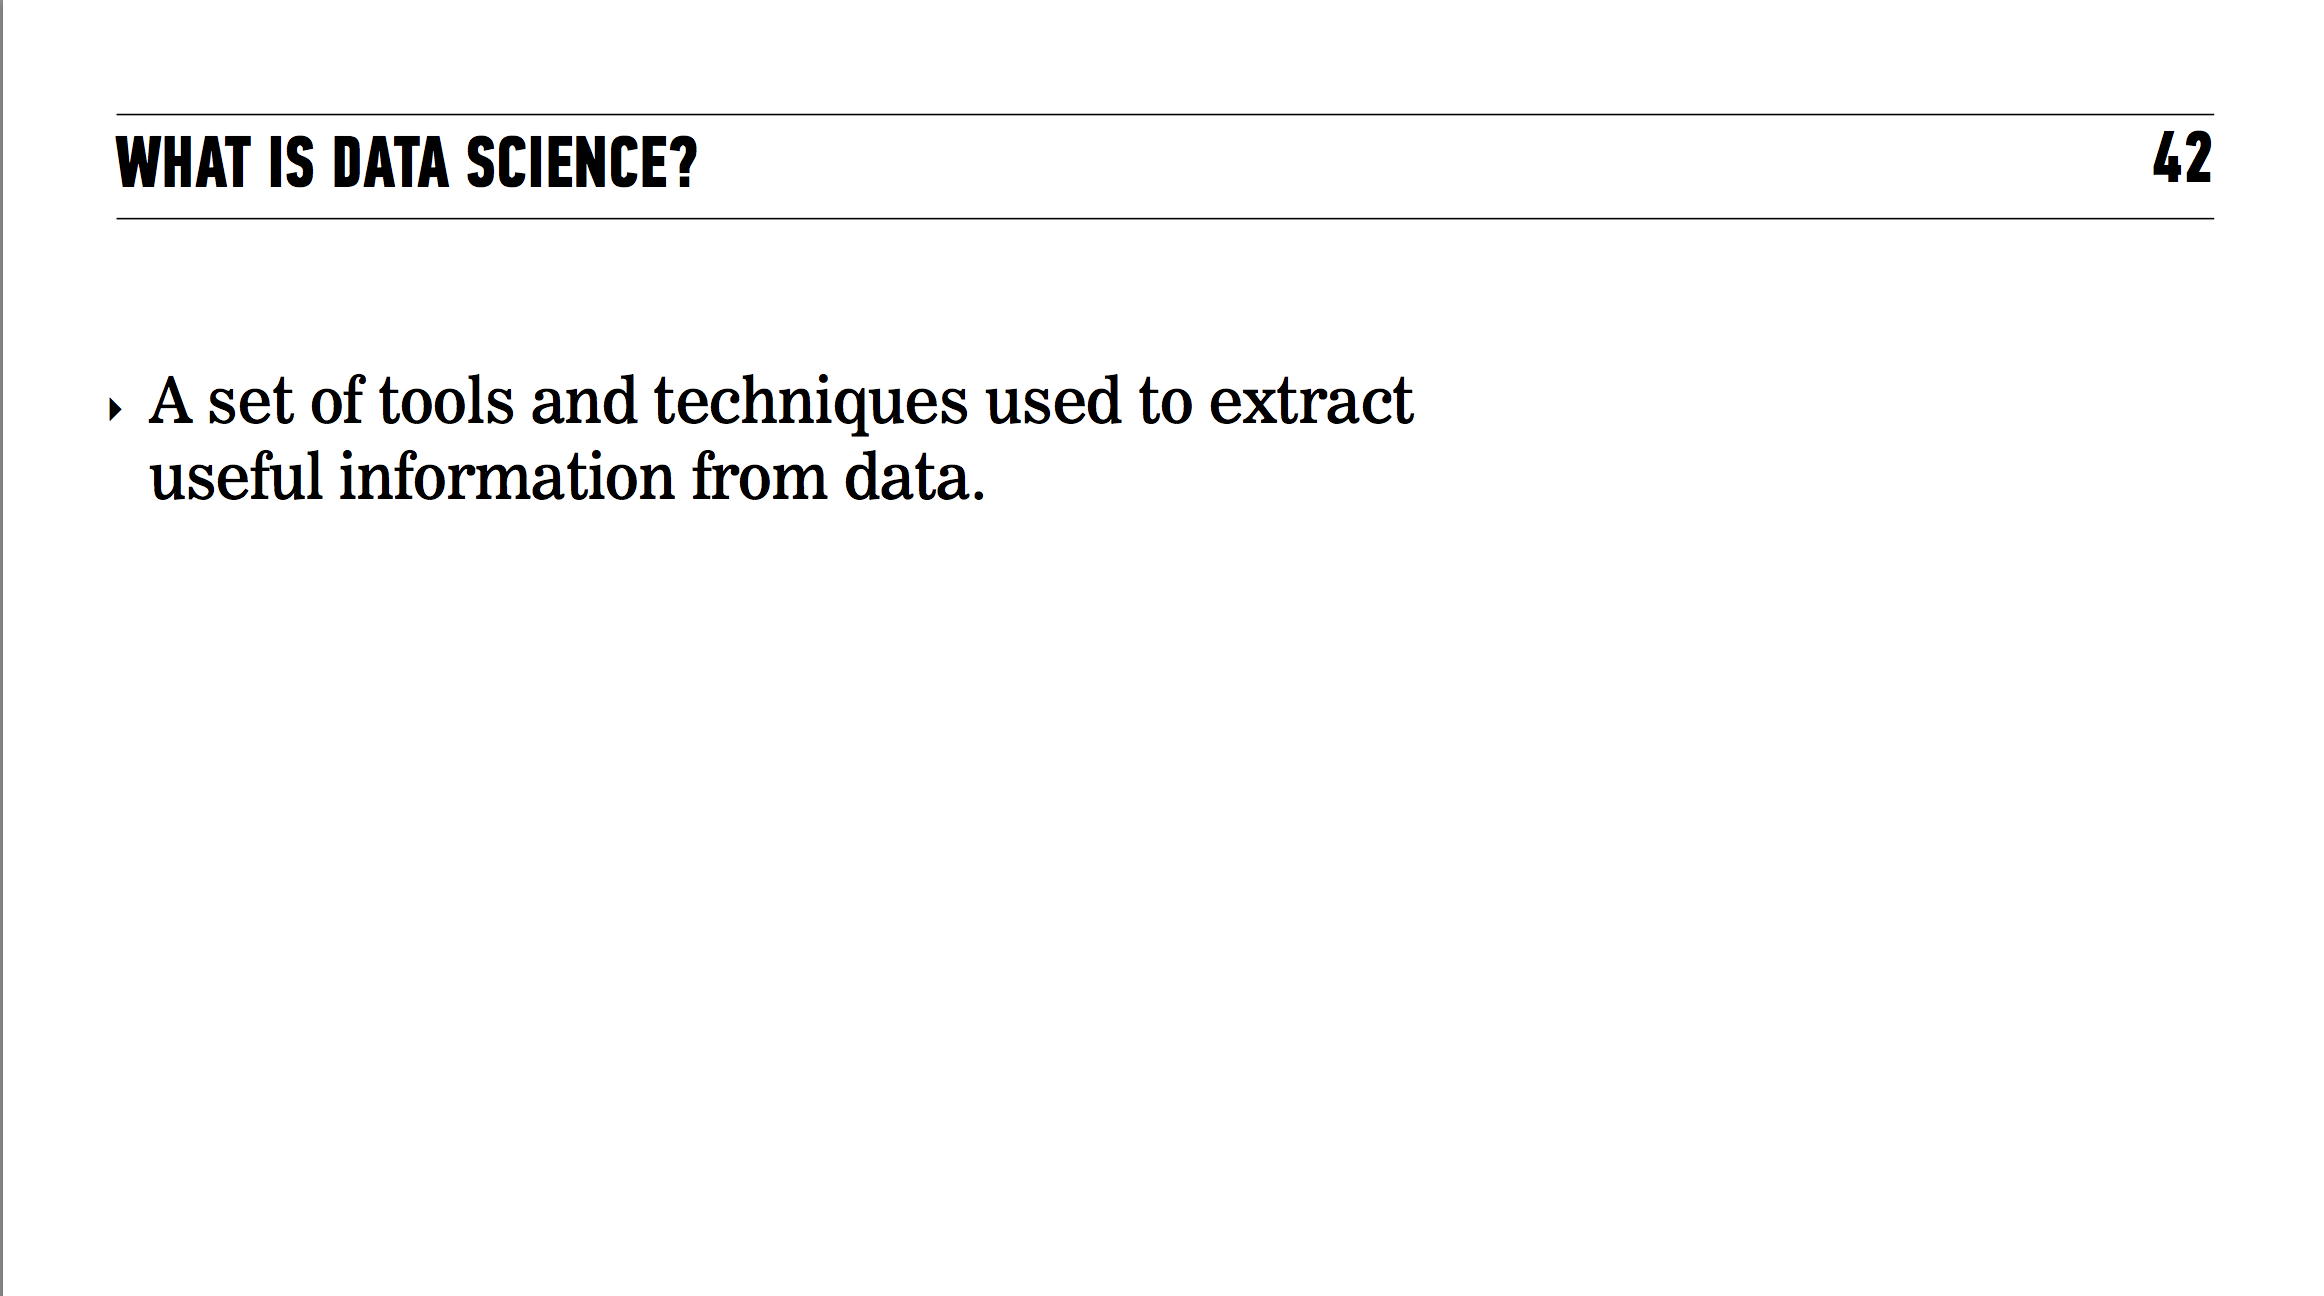 WHAT IS DATA SCIENCE?
42
‣ A set of tools and techniques used to extract
useful information from data.